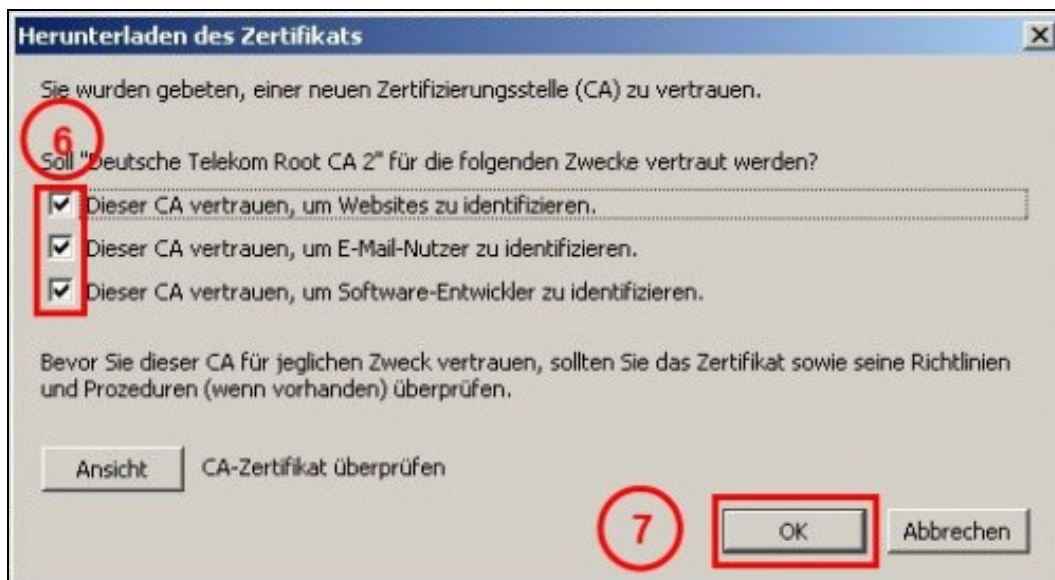 Herunterladen des Zertifikats
Sie wurden gebeten, einer neuen Zertifizierungsstelle (CA) zu vertrauen.
6
Soll "Deutsche Telekom Root CA 2" für die folgenden Zwecke vertraut werden?
Dieser CA vertrauen, um Websites zu identifizieren.
Dieser CA vertrauen, um E-Mail-Nutzer zu identifizieren.
Dieser CA vertrauen, um Software-Entwickler zu identifizieren.
Bevor Sie dieser CA für jeglichen Zweck vertrauen, sollten Sie das Zertifikat sowie seine Richtlinien
und Prozeduren (wenn vorhanden) überprüfen.
Ansicht CA-Zertifikat überprüfen
7 OK Abbrechen